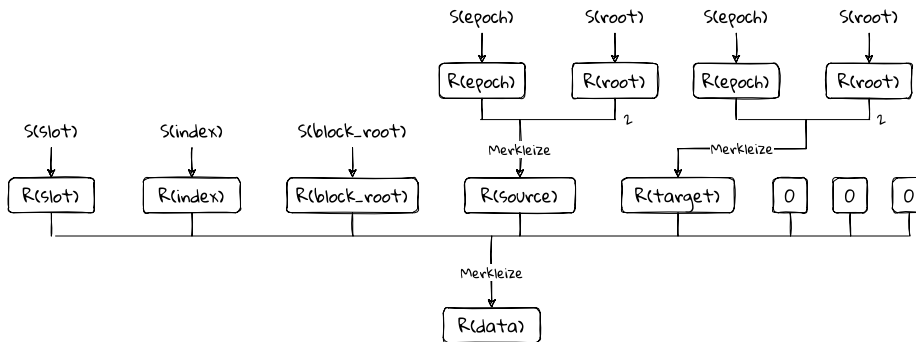 S(epoch) S(root) S(epoch) S(root)
R(epoch) R(root) R(epoch) R(root)
2 2
S(slot) S(index) S(block_root)
Merkleize Merkleize
R(slot) R(index) R(block_root) R(source) R(target) 0 0 0
Merkleize
R(data)